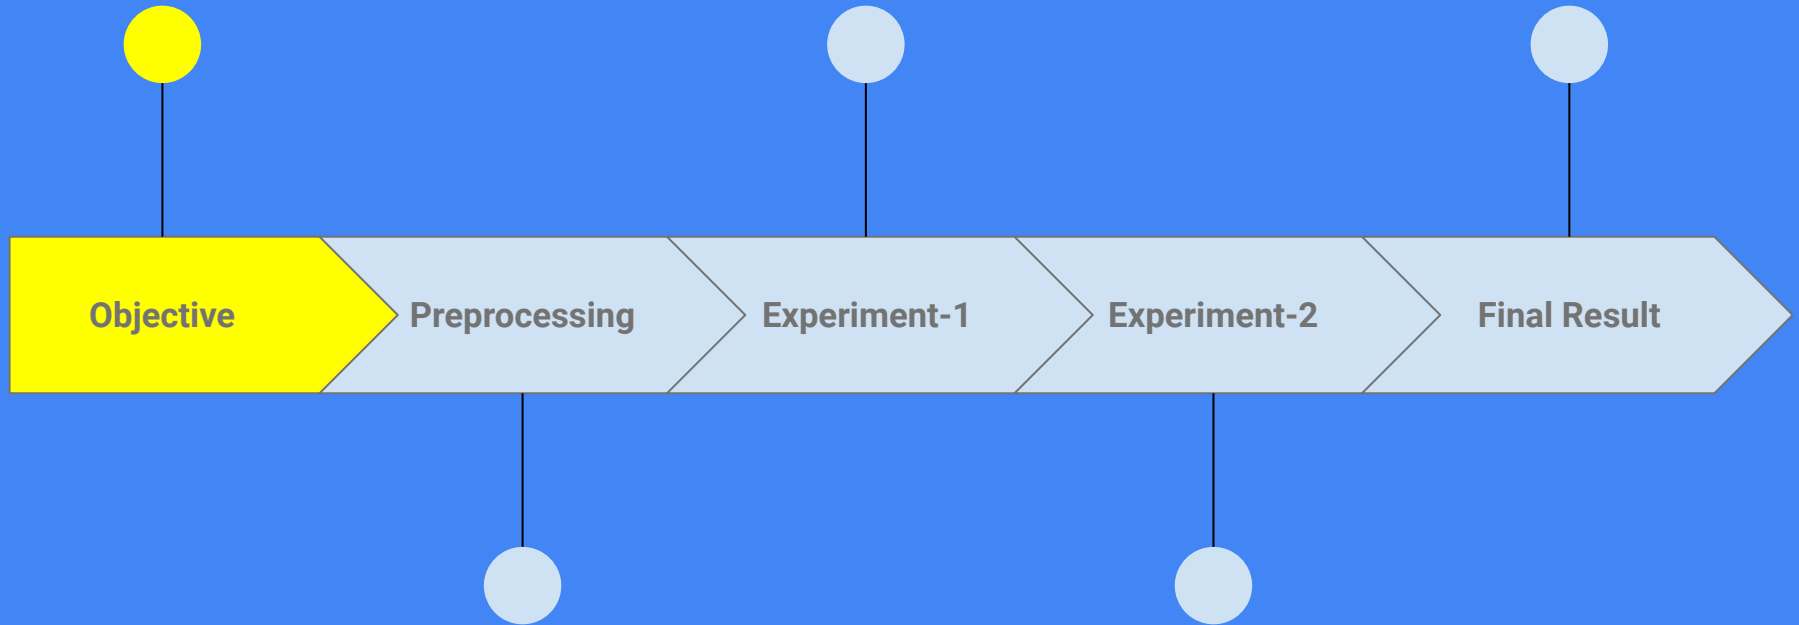 Objective
Preprocessing
Experiment-1
Experiment-2
Final Result